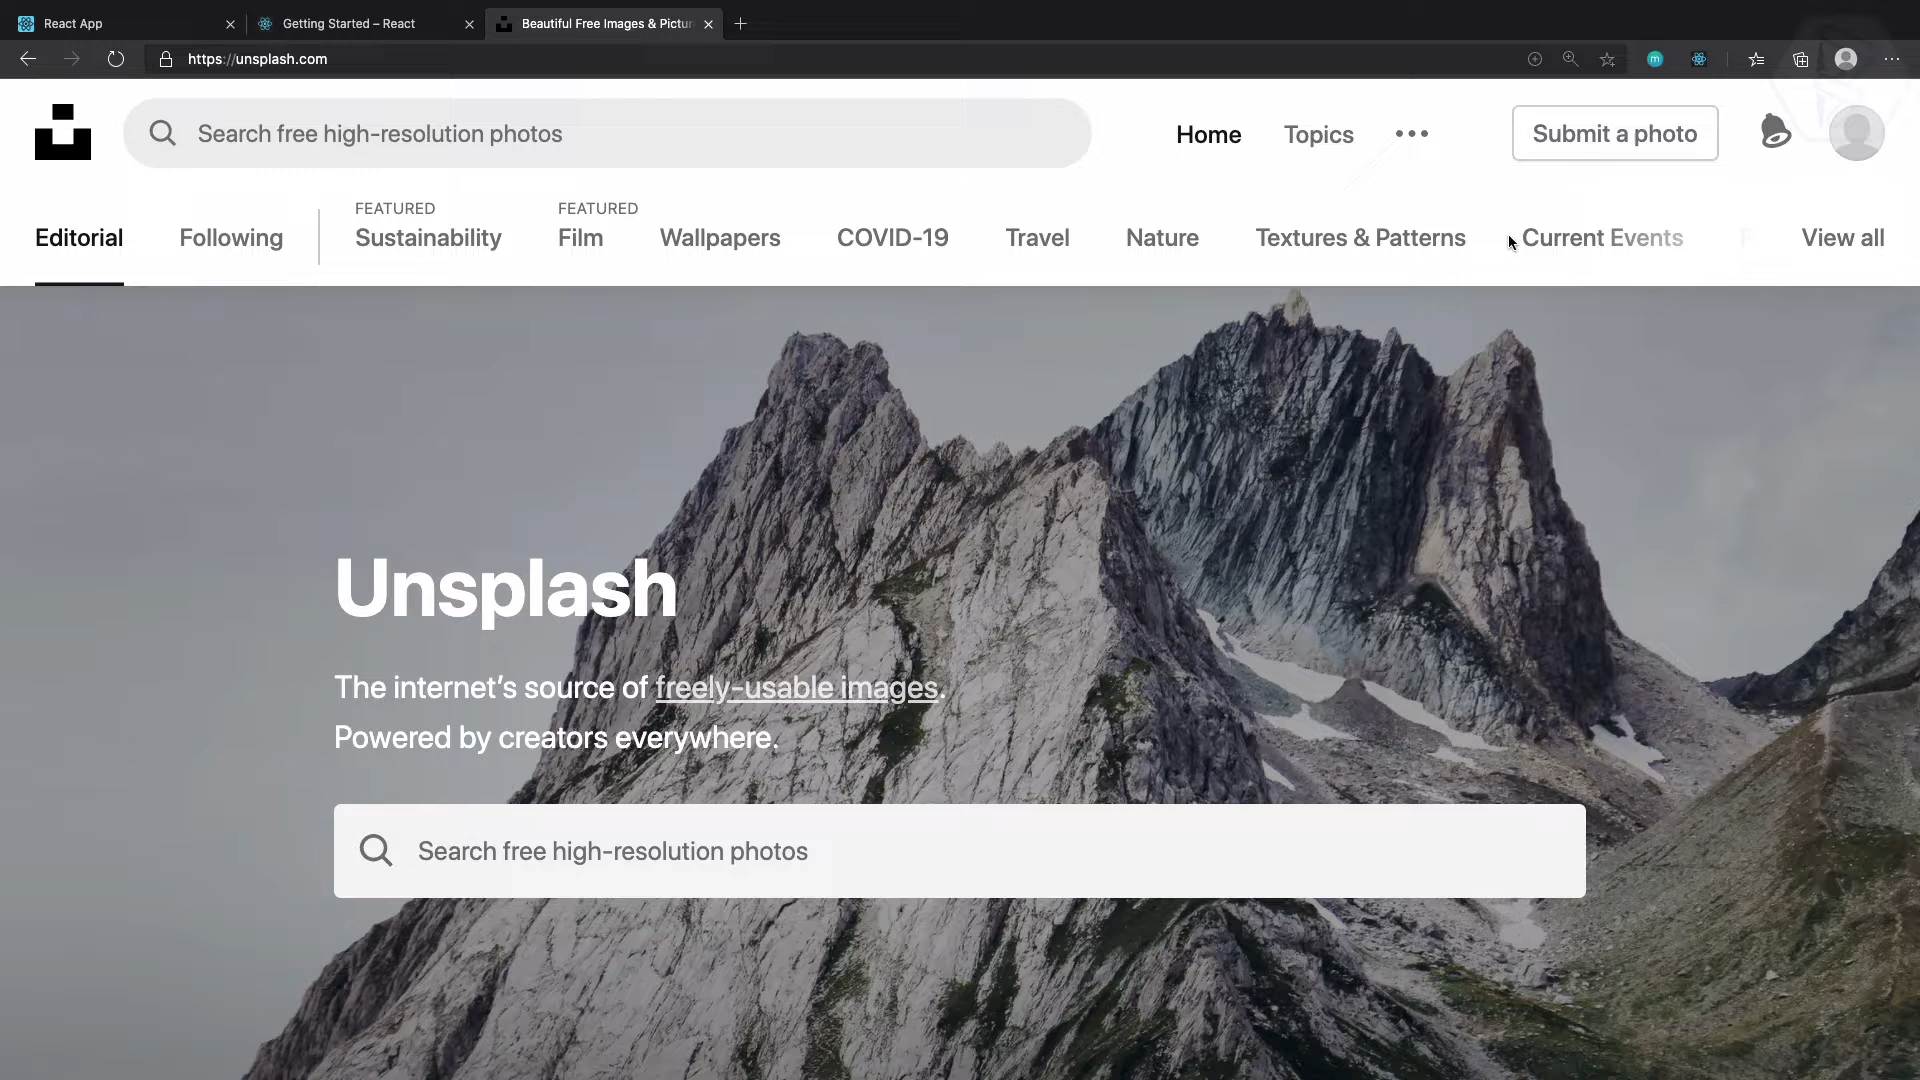 React App
Getting Started – React
Beautiful Free Images & Pictur
https://unsplash.com
m
Search free high-resolution photos
Home
Topics
Submit a photo
Editorial
Following
FEATURED
Sustainability
FEATURED
Film
Wallpapers
COVID-19
Travel
Nature
Textures & Patterns
Current Events
View all
Unsplash
The internet's source of freely-usable images.
Powered by creators everywhere.
Search free high-resolution photos